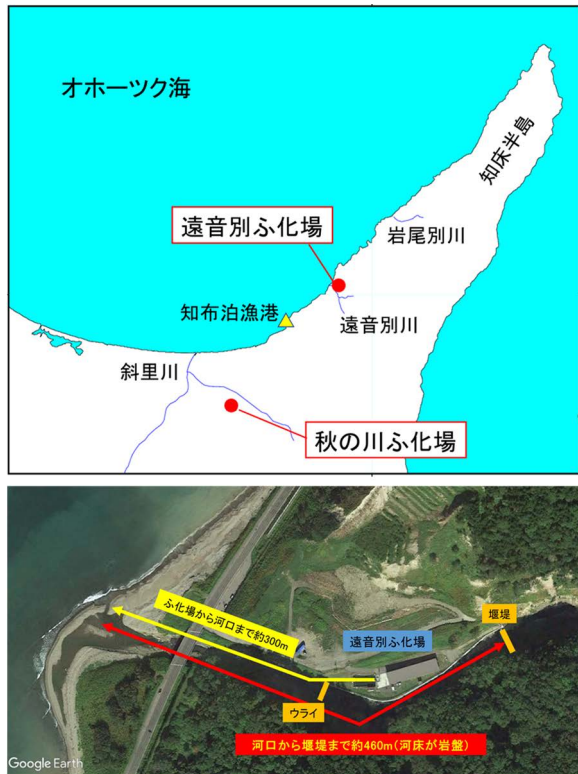 オホーツク海
知床半島
岩尾別川
遠音別ふ化場
知布泊漁港
遠音別川
斜里川
秋の川ふ化場
ふ化場から河口まで約300m
堰堤
遠音別ふ化場
ウライ
河口から堰堤まで約460m(河床が岩盤)
Google Earth